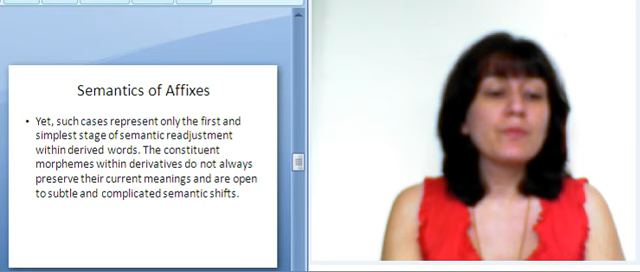 Semantics of Affixes
• Yet, such cases represent only the first and
simplest stage of semantic readjustment
within derived words. The constituent
morphemes within derivatives do not always
preserve their current meanings and are open
to subtle and complicated semantic shifts.